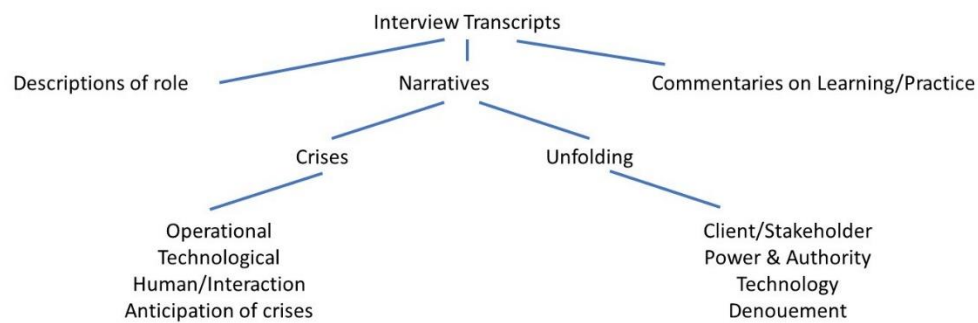 Interview Transcripts
Descriptions of role
Narratives
Commentaries on Learning/Practice
Crises
Unfolding
Operational
Technological
Human/Interaction
Anticipation of crises
Client/Stakeholder
Power & Authority
Technology
Denouement